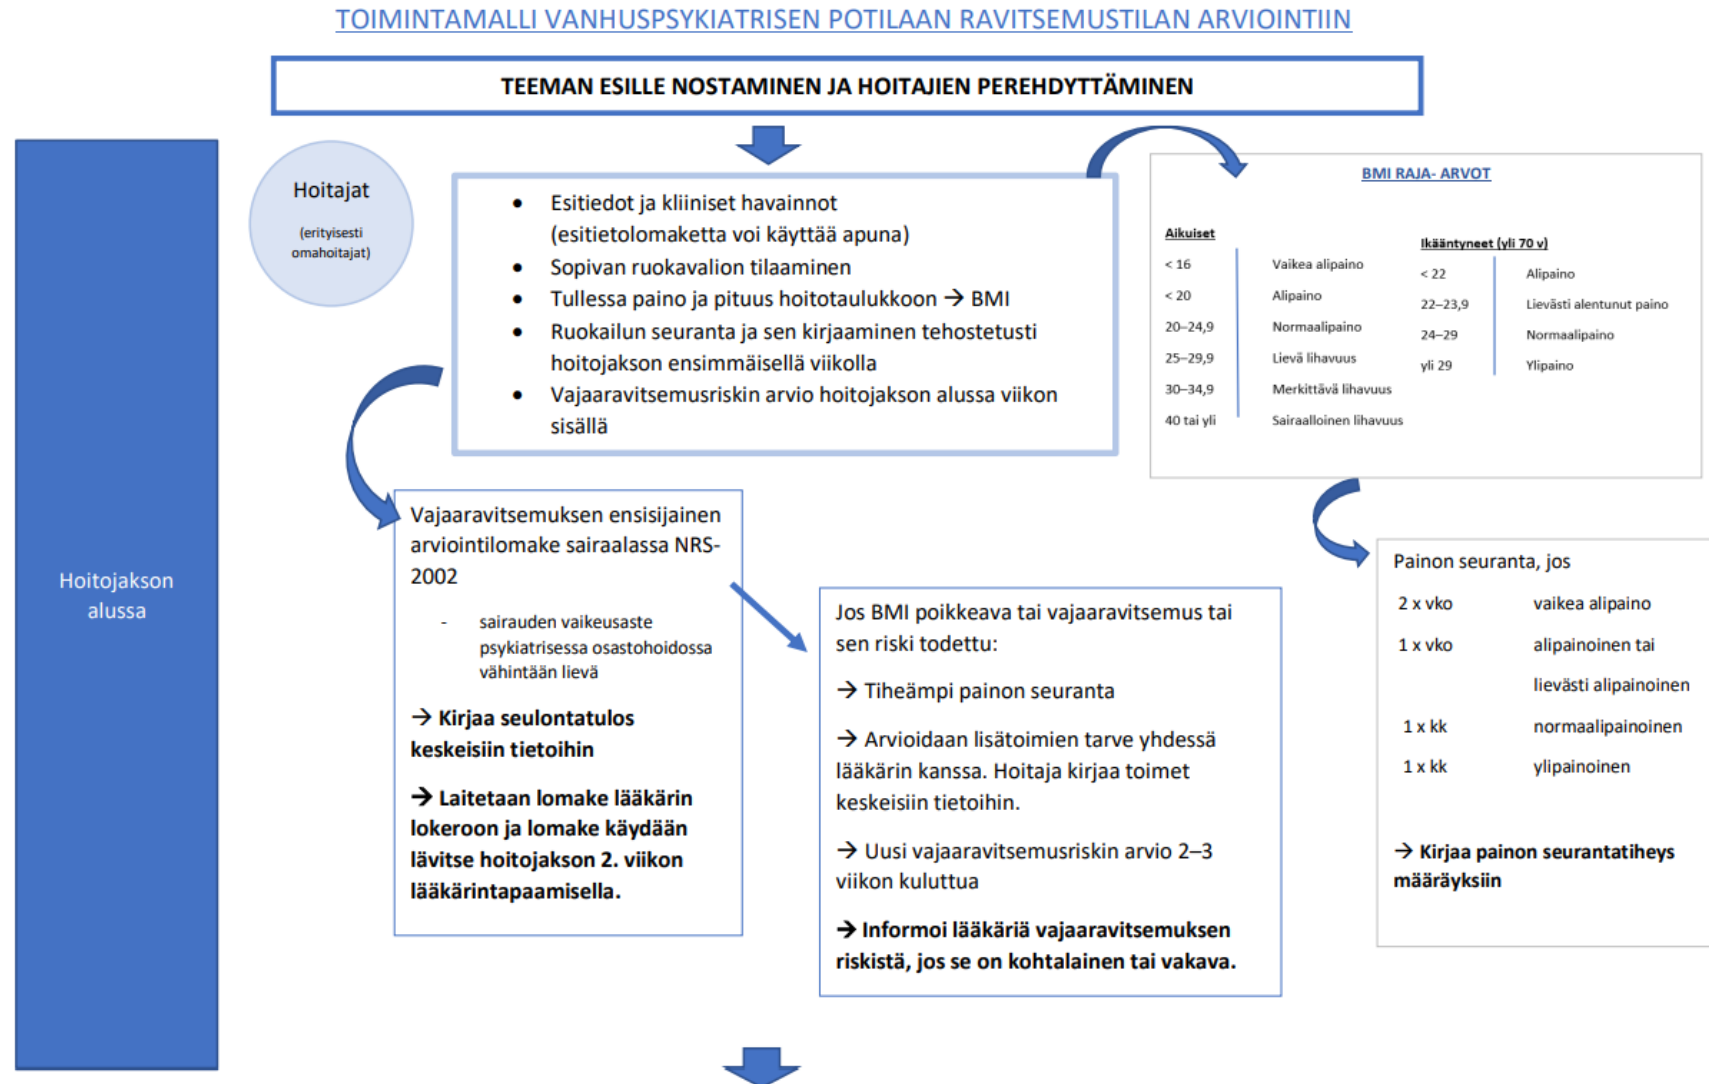 TOIMINTAMALLI VANHUSPSYKIATRISEN POTILAAN RAVITSEMUSTILAN ARVIOINTIIN
TEEMAN ESILLE NOSTAMINEN JA HOITAJIEN PEREHDYTTÄMINEN
Hoitojakson
alussa
Hoitajat
(erityisesti
omahoitajat)
• Esitiedot ja kliiniset havainnot
(esitietolomaketta voi käyttää apuna)
• Sopivan ruokavalion tilaaminen
• Tullessa paino ja pituus hoitotaulukkoon → BMI
• Ruokailun seuranta ja sen kirjaaminen tehostetusti
hoitojakson ensimmäisellä viikolla
• Vajaaravitsemusriskin arvio hoitojakson alussa viikon
sisällä
BMI RAJA- ARVOT
Aikuiset
< 16 Vaikea alipaino
< 20 Alipaino
20–24,9 Normaalipaino
25–29,9 Lievä lihavuus
30–34,9 Merkittävä lihavuus
40 tai yli Sairaalloinen lihavuus
Ikääntyneet (yli 70 v)
< 22 Alipaino
22–23,9 Lievästi alentunut paino
24–29 Normaalipaino
yli 29 Ylipaino
Vajaaravitsemuksen ensisijainen
arviointilomake sairaalassa NRS-
2002
- sairauden vaikeusaste
psykiatrisessa osastohoidossa
vähintään lievä
→ Kirjaa seulontatulos
keskeisiin tietoihin
→ Laitetaan lomake lääkärin
lokeroon ja lomake käydään
lävitse hoitojakson 2. viikon
lääkärintapaamisella.
Jos BMI poikkeava tai vajaaravitsemus tai
sen riski todettu:
→ Tiheämpi painon seuranta
→ Arvioidaan lisätoimien tarve yhdessä
lääkärin kanssa. Hoitaja kirjaa toimet
keskeisiin tietoihin.
→ Uusi vajaaravitsemusriskin arvio 2–3
viikon kuluttua
→ Informoi lääkäriä vajaaravitsemuksen
riskistä, jos se on kohtalainen tai vakava.
Painon seuranta, jos
2 x vko vaikea alipaino
1 x vko alipainoinen tai
lievästi alipainoinen
1 x kk normaalipainoinen
1 x kk ylipainoinen
→ Kirjaa painon seurantatiheys
määräyksiin